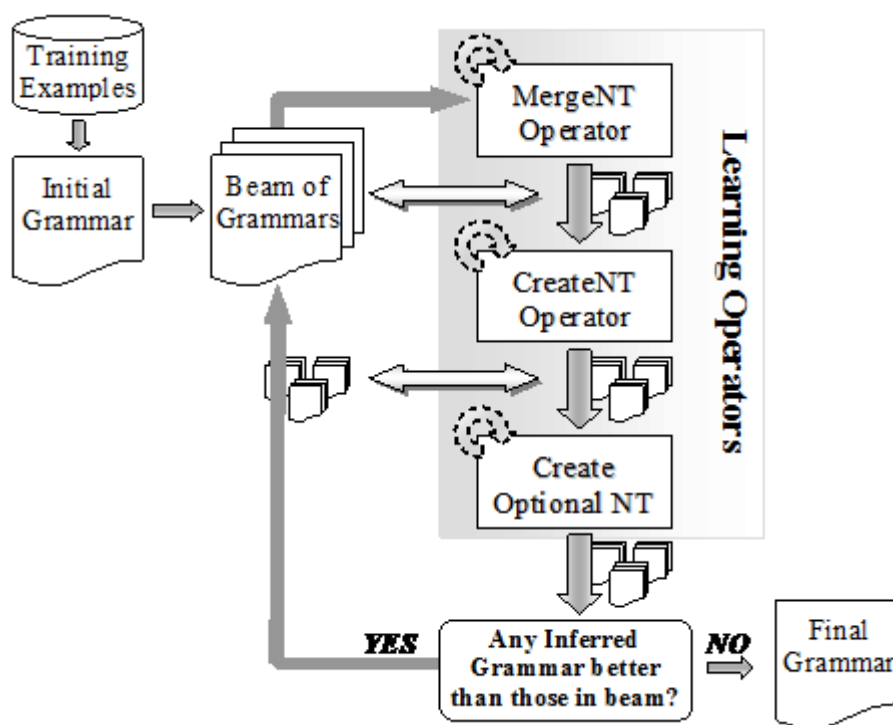 Training
Examples
Initial
Grammar
Beam of
Grammars
MergeNT
Operator
CreateNT
Operator
Create
Optional NT
Learning Operators
YES
Any Inferred
Grammar better
than those in beam?
NO
Final
Grammar